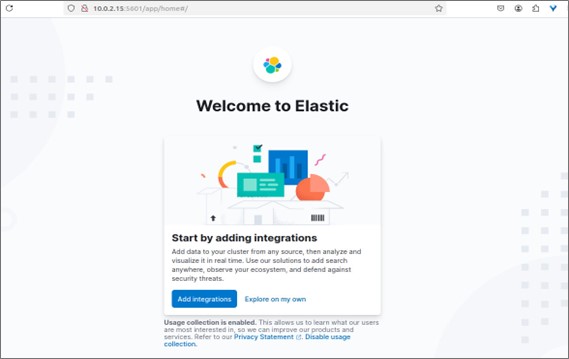 10.0.2.15:5601/app/home#/
Welcome to Elastic
Start by adding integrations
Add data to your cluster from any source, then analyze and
visualize it in real time. Use our solutions to add search
anywhere, observe your ecosystem, and defend against
security threats.
Add integrations
Explore on my own
Usage collection is enabled. This allows us to learn what our users
are most interested in, so we can improve our products and
services. Refer to our Privacy Statement. Disable usage
collection.